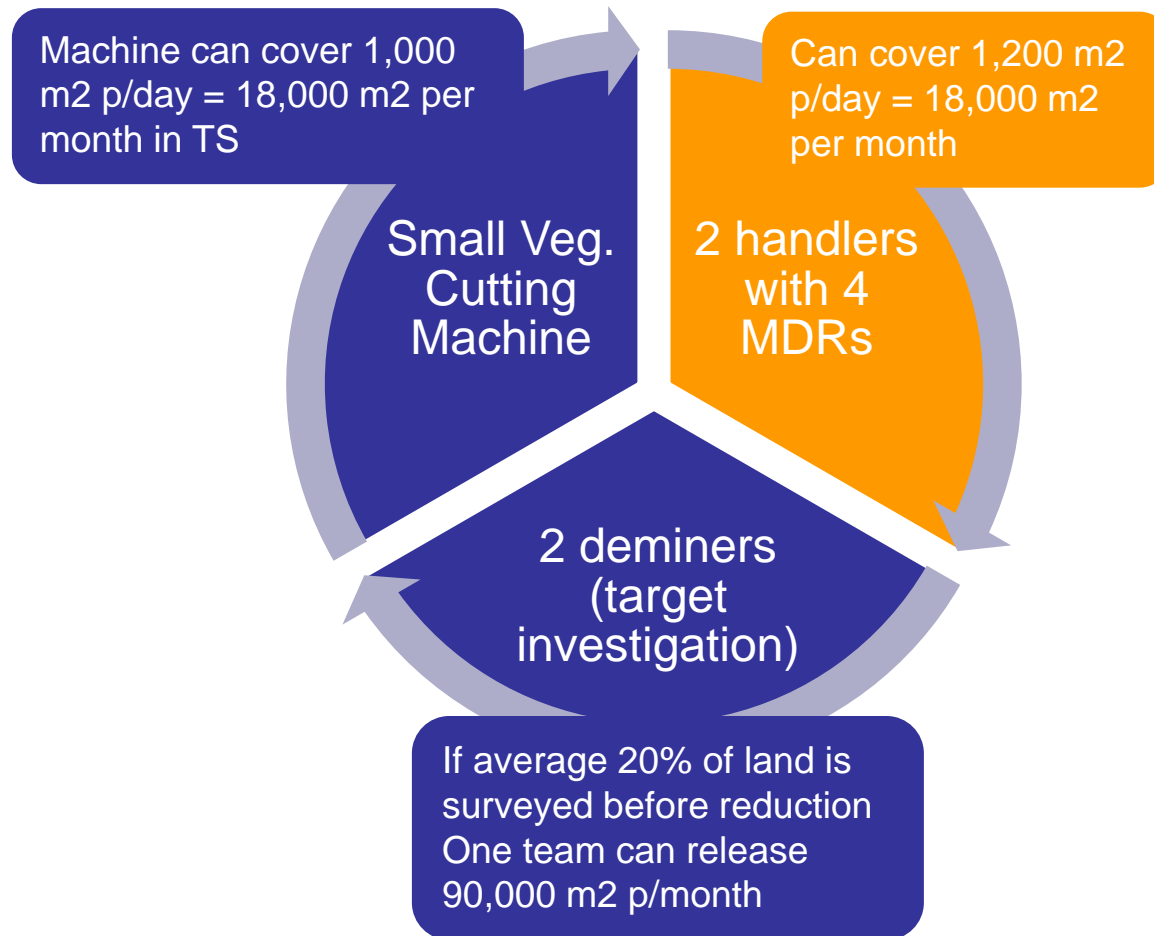 Machine can cover 1,000
m2 p/day = 18,000 m2 per
month in TS
Can cover 1,200 m2
p/day = 18,000 m2
per month
Small Veg.
Cutting
Machine
2 handlers
with 4
MDRs
2 deminers
(target
investigation)
If average 20% of land is
surveyed before reduction
One team can release
90,000 m2 p/month